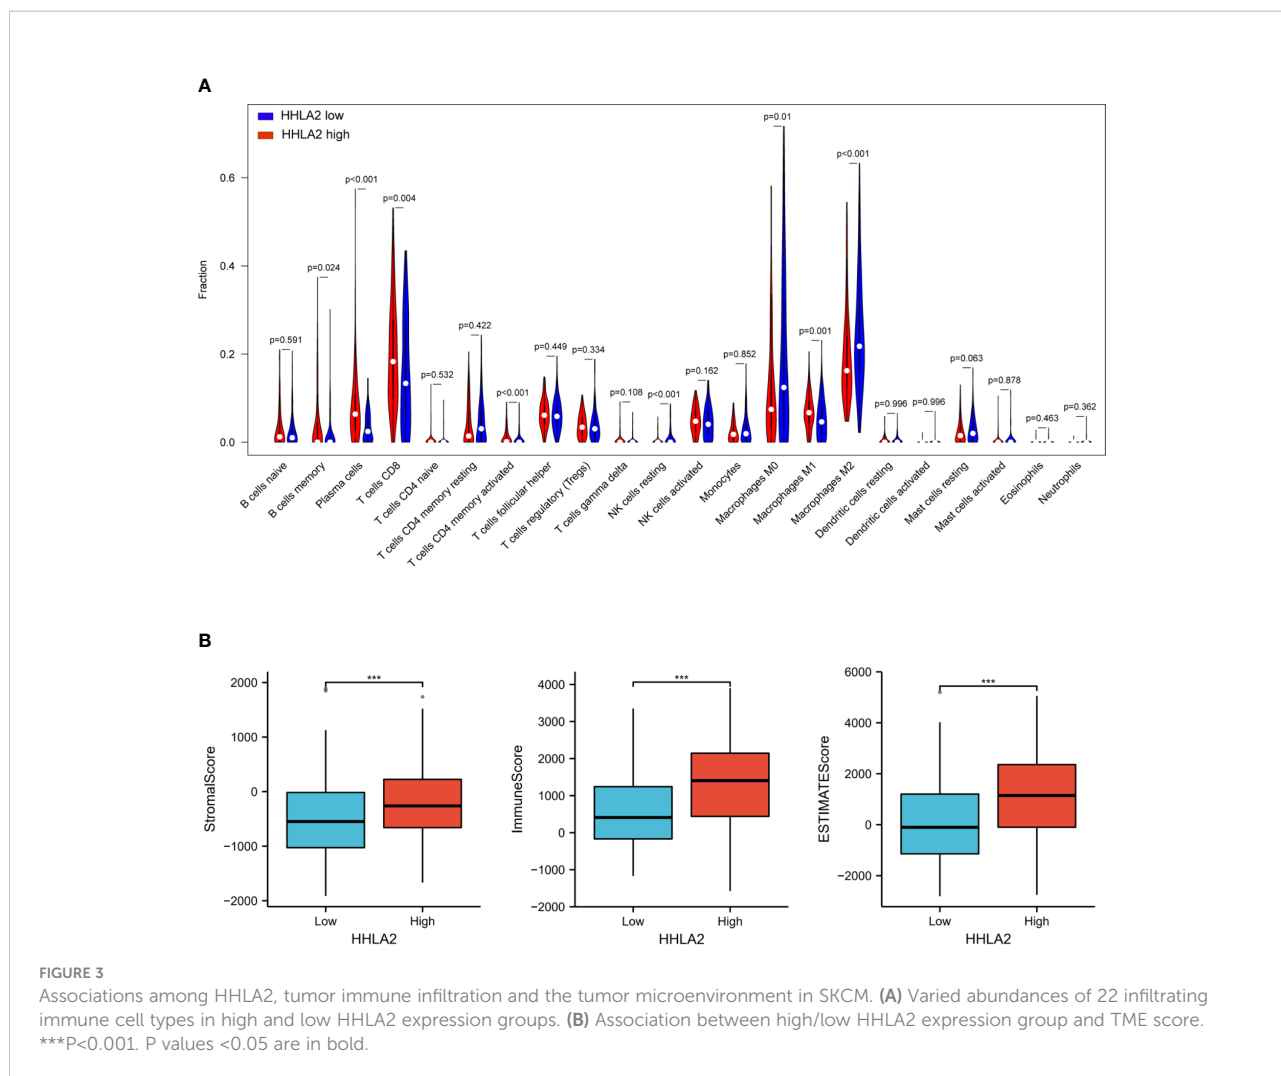 A
HHLA2 low
HHLA2 high
Fraction
0.6
0.4
0.2
0.0
p=0.591
p=0.024
p<0.001
p=0.004
p=0.532
p=0.422
p<0.001
p=0.449
p=0.334
p=0.108
p<0.001
p=0.162
p=0.852
p=0.01
p=0.001
p<0.001
p=0.996
p=0.996
p=0.063
p=0.878
p=0.463
p=0.362
B cells naive
B cells memory
Plasma cells
T cells CD8
T cells CD4 naive
T cells CD4 memory resting
T cells CD4 memory activated
T cells follicular helper
T cells regulatory (Tregs)
T cells gamma delta
NK cells resting
NK cells activated
Monocytes
Macrophages M0
Macrophages M1
Macrophages M2
Dendritic cells resting
Dendritic cells activated
Mast cells resting
Mast cells activated
Eosinophils
Neutrophils
B
StromalScore
2000
1000
0
−1000
−2000
***
Low High
HHLA2
ImmuneScore
4000
3000
2000
1000
0
−1000
−2000
***
Low High
HHLA2
ESTIMATEScore
6000
4000
2000
0
−2000
***
Low High
HHLA2
FIGURE 3
Associations among HHLA2, tumor immune infiltration and the tumor microenvironment in SKCM. (A) Varied abundances of 22 infiltrating
immune cell types in high and low HHLA2 expression groups. (B) Association between high/low HHLA2 expression group and TME score.
***P<0.001. P values <0.05 are in bold.